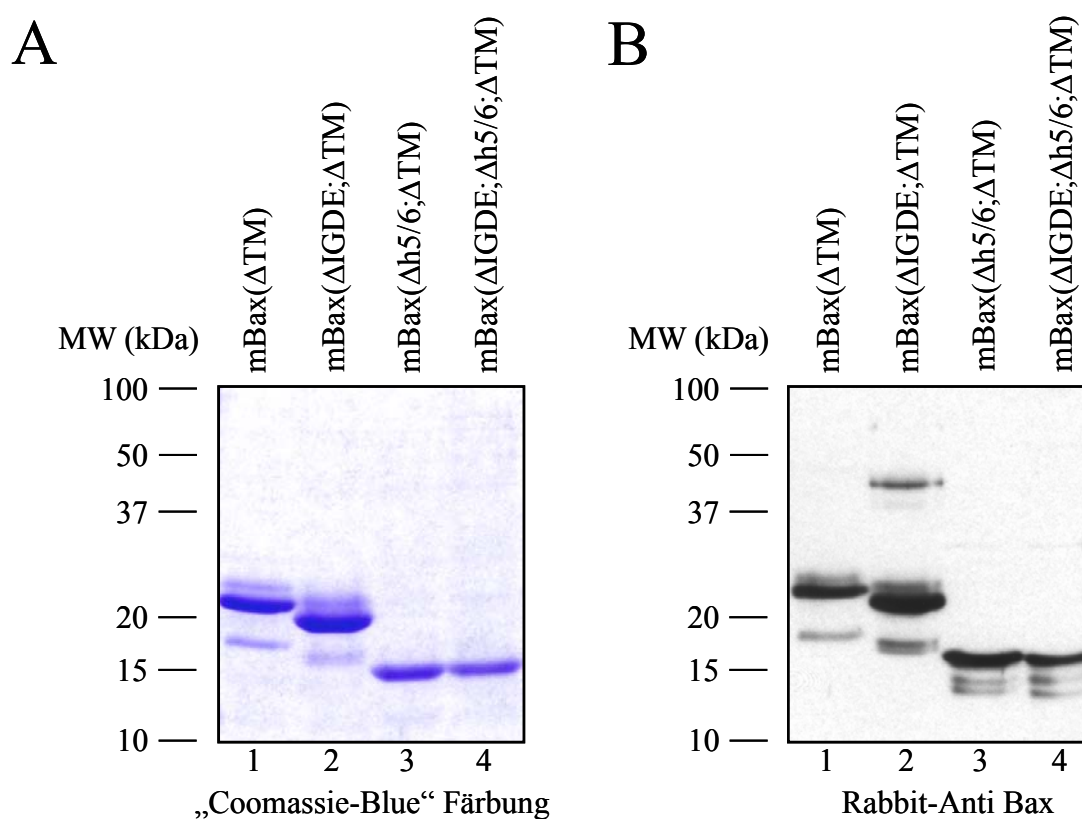 A
mBax(ΔTM)
mBax(ΔIGDE;ΔTM)
mBax(Δh5/6;ΔTM)
mBax(ΔIGDE;Δh5/6;ΔTM)
MW (kDa)
100
50
37
20
15
10
1 2 3 4
„Coomassie-Blue“ Färbung
B
mBax(ΔTM)
mBax(ΔIGDE;ΔTM)
mBax(Δh5/6;ΔTM)
mBax(ΔIGDE;Δh5/6;ΔTM)
MW (kDa)
100
50
37
20
15
10
1 2 3 4
Rabbit-Anti Bax